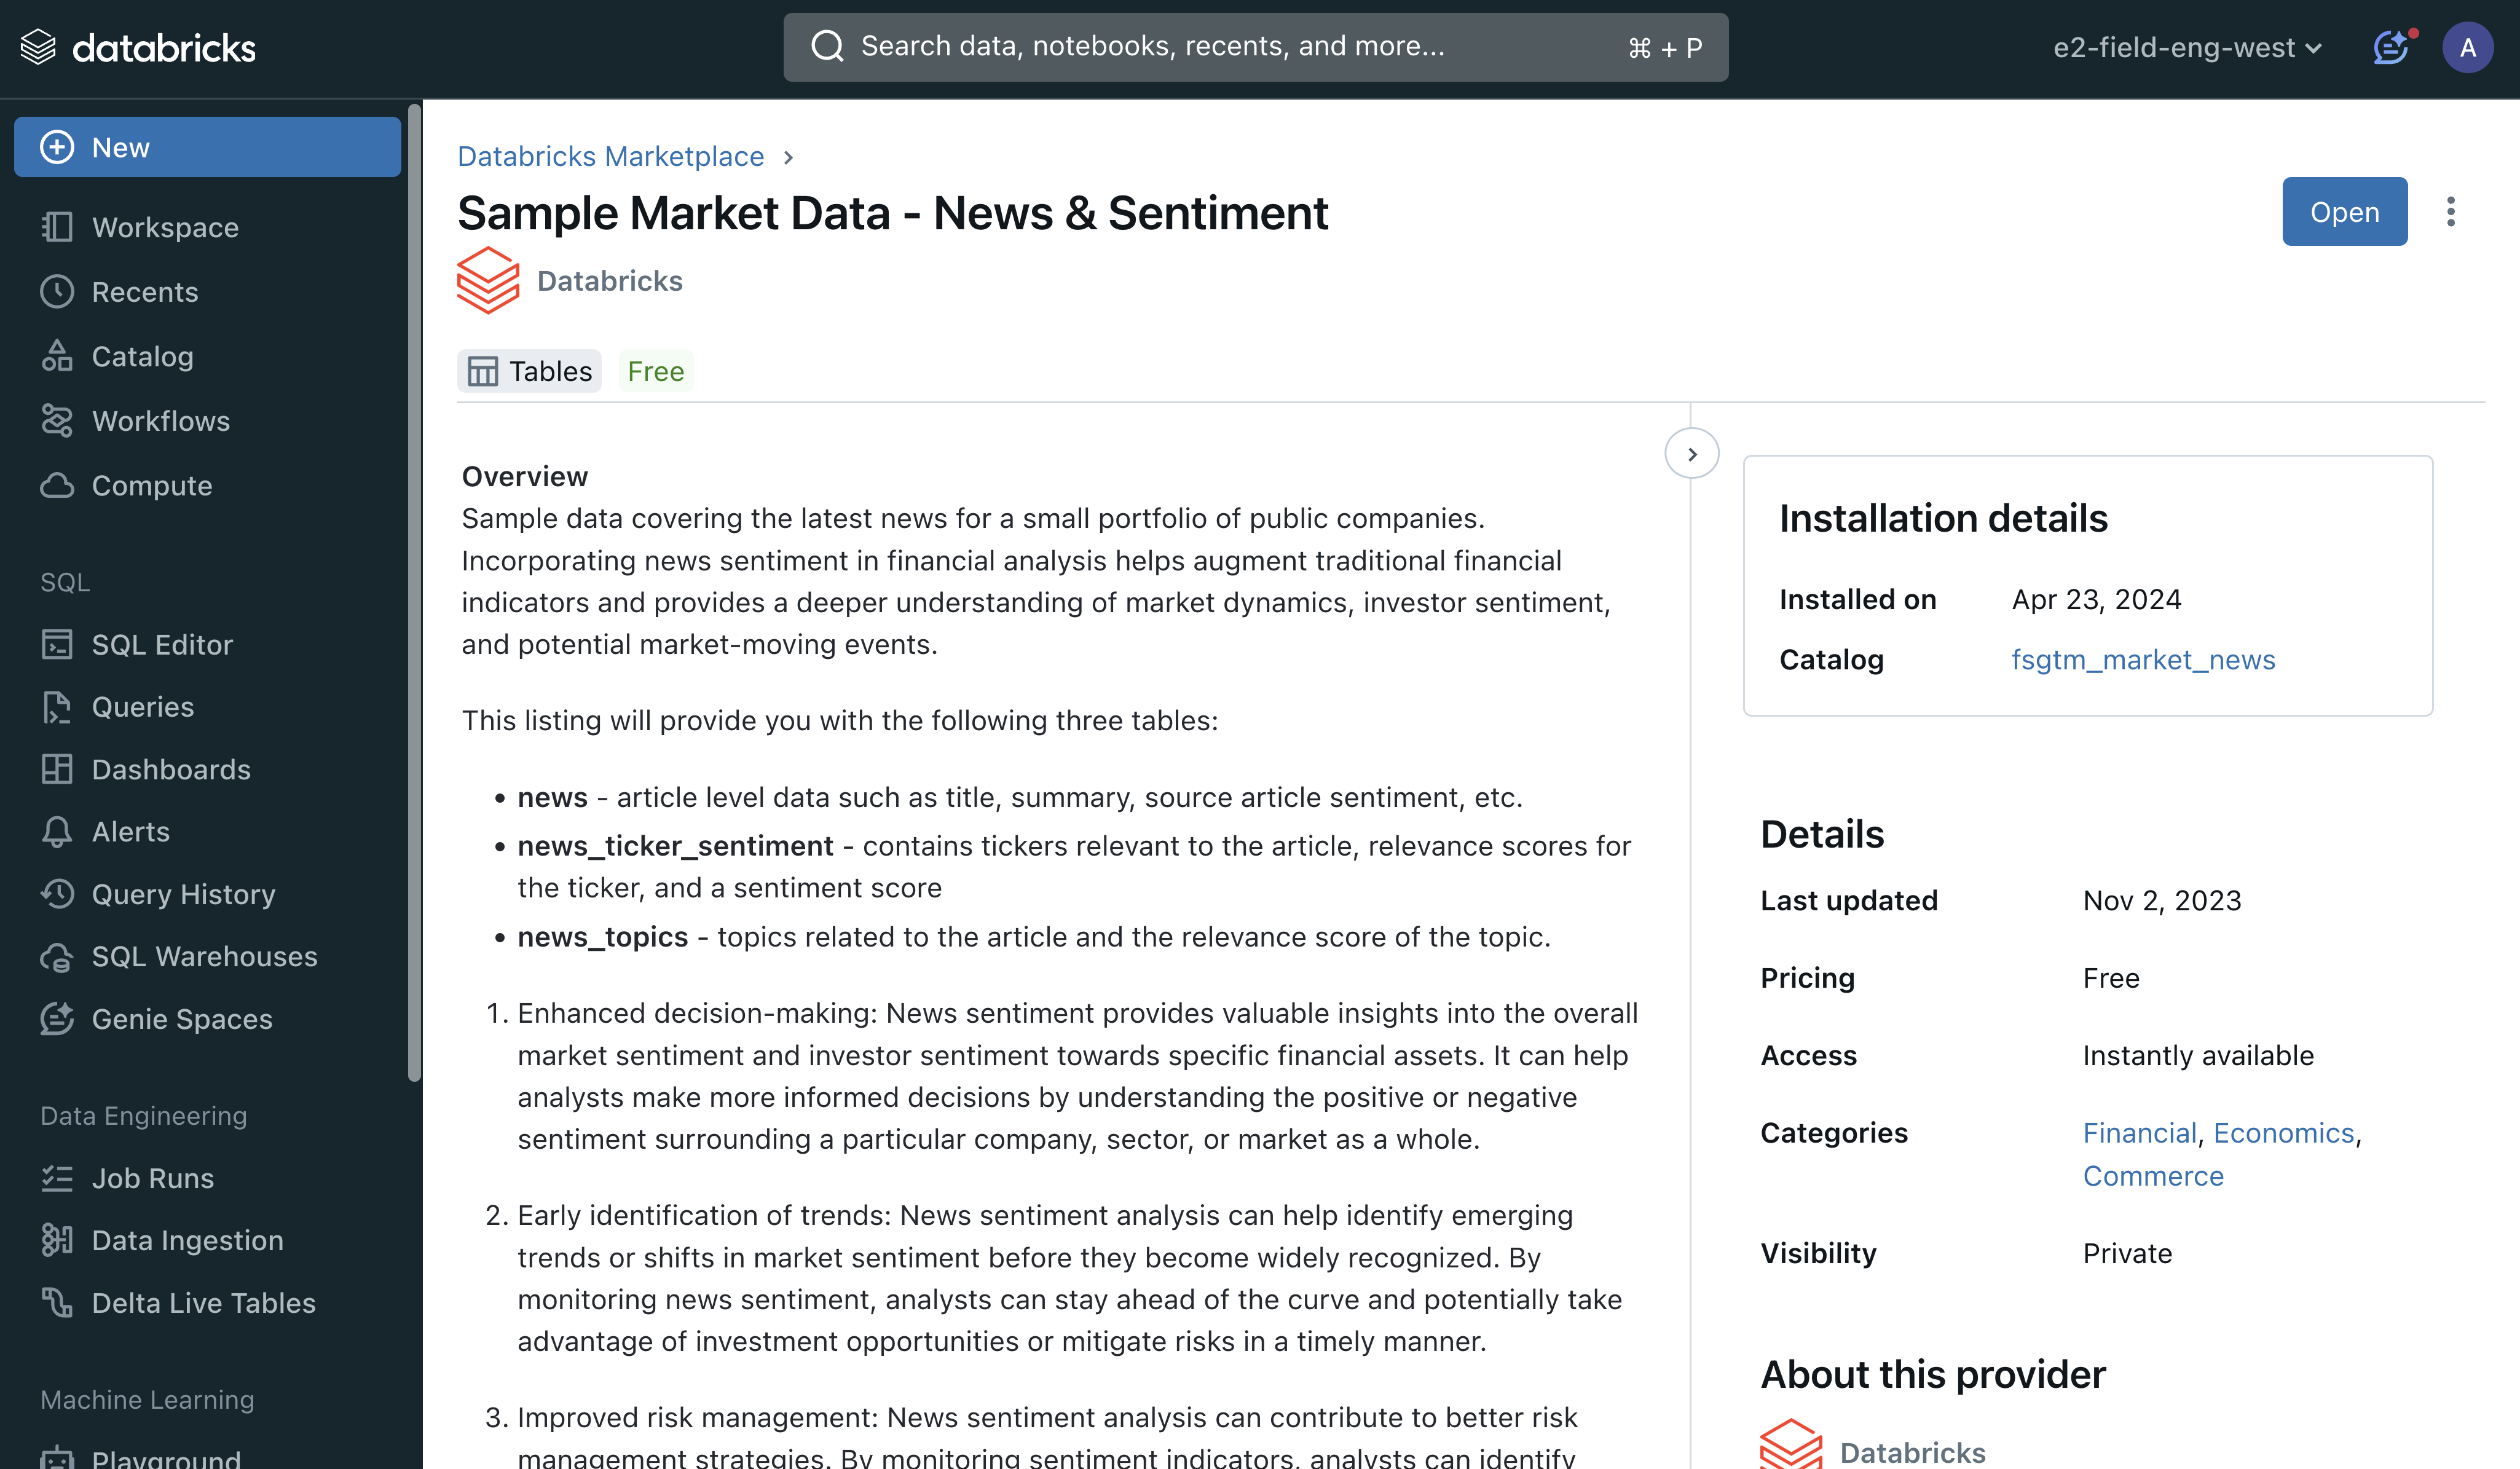 databricks
Search data, notebooks, recents, and more...
⌘ + P
e2-field-eng-west
A
New
Workspace
Recents
Catalog
Workflows
Compute
SQL
SQL Editor
Queries
Dashboards
Alerts
Query History
SQL Warehouses
Genie Spaces
Data Engineering
Job Runs
Data Ingestion
Delta Live Tables
Machine Learning
Playground
Databricks Marketplace >
Sample Market Data - News & Sentiment
Databricks
Open
Tables
Free
Overview
Sample data covering the latest news for a small portfolio of public companies.
Incorporating news sentiment in financial analysis helps augment traditional financial
indicators and provides a deeper understanding of market dynamics, investor sentiment,
and potential market-moving events.
This listing will provide you with the following three tables:
• news - article level data such as title, summary, source article sentiment, etc.
• news_ticker_sentiment - contains tickers relevant to the article, relevance scores for
the ticker, and a sentiment score
• news_topics - topics related to the article and the relevance score of the topic.
1. Enhanced decision-making: News sentiment provides valuable insights into the overall
market sentiment and investor sentiment towards specific financial assets. It can help
analysts make more informed decisions by understanding the positive or negative
sentiment surrounding a particular company, sector, or market as a whole.
2. Early identification of trends: News sentiment analysis can help identify emerging
trends or shifts in market sentiment before they become widely recognized. By
monitoring news sentiment, analysts can stay ahead of the curve and potentially take
advantage of investment opportunities or mitigate risks in a timely manner.
3. Improved risk management: News sentiment analysis can contribute to better risk
management strategies. By monitoring sentiment indicators, analysts can identify
Installation details
Installed on Apr 23, 2024
Catalog fsgtm_market_news
Details
Last updated Nov 2, 2023
Pricing Free
Access Instantly available
Categories Financial, Economics,
Commerce
Visibility Private
About this provider
Databricks